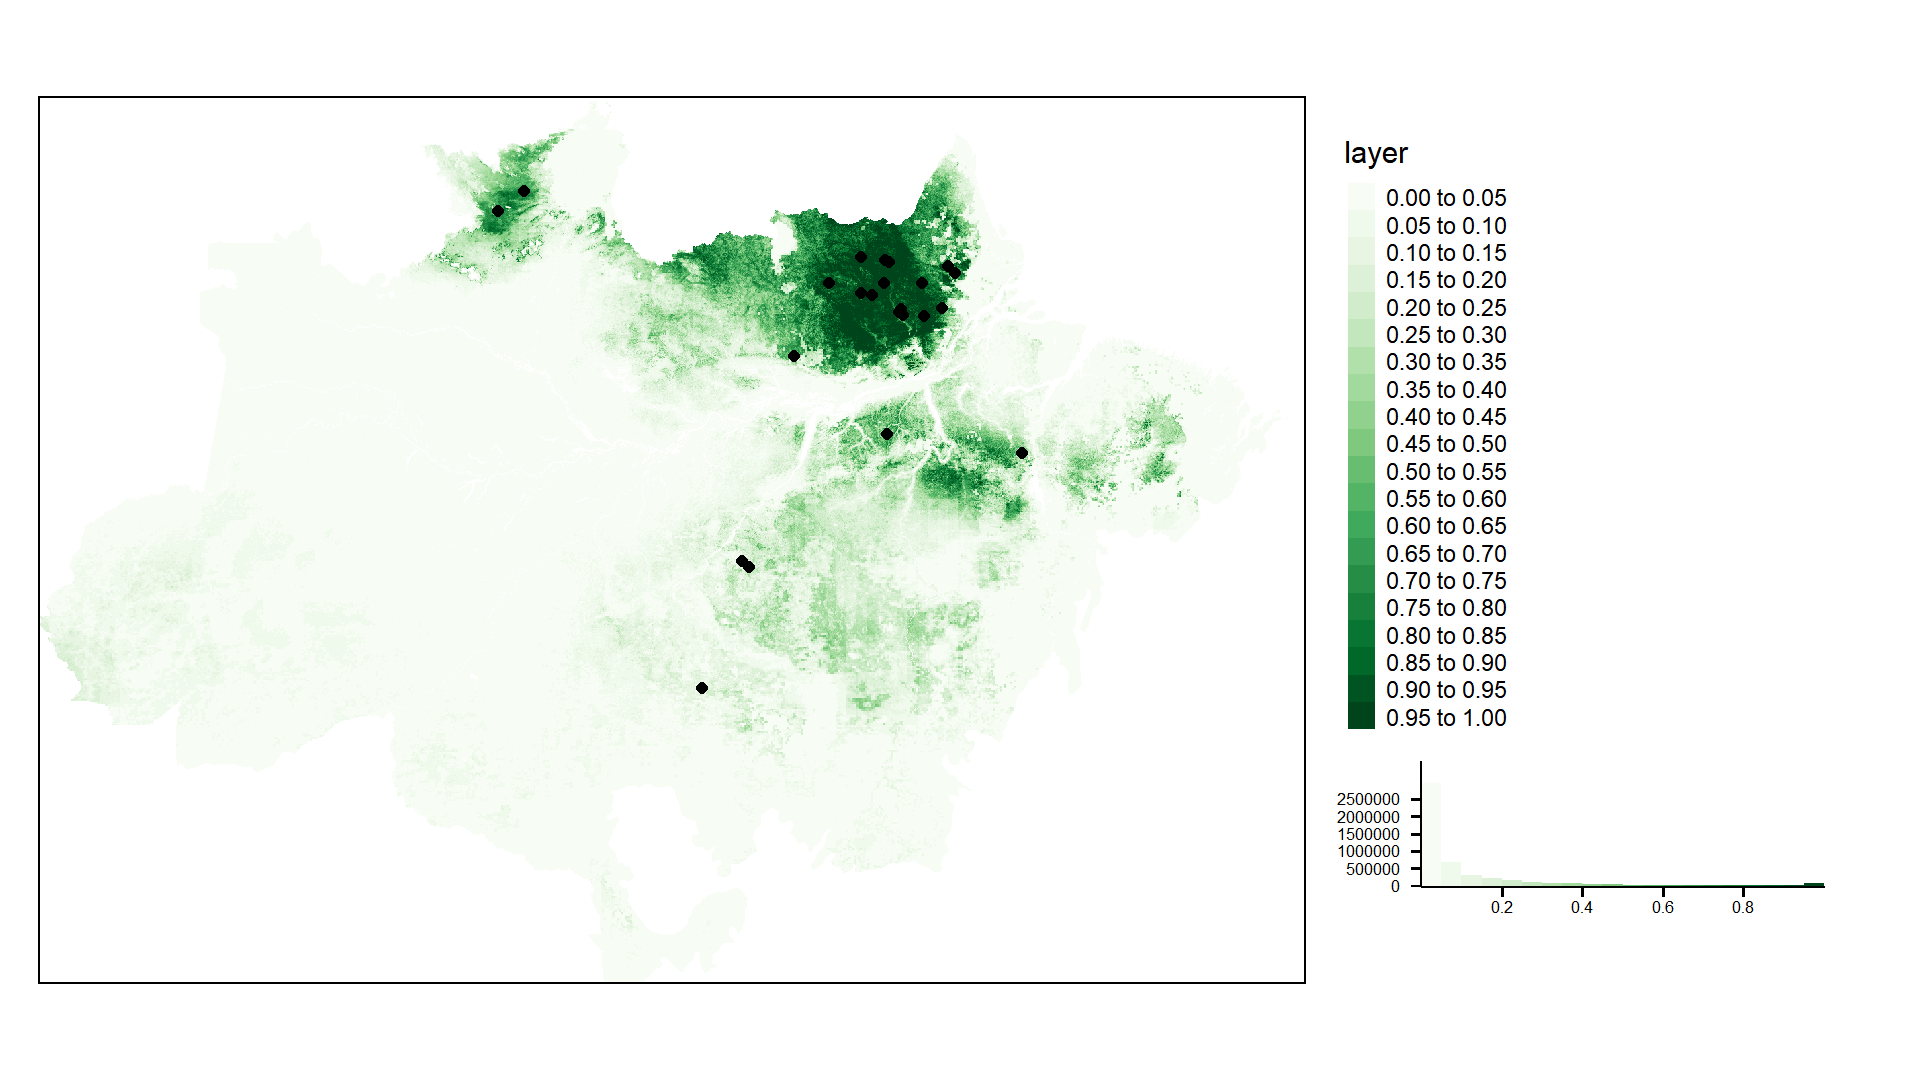 layer
0.00 to 0.05
0.05 to 0.10
0.10 to 0.15
0.15 to 0.20
0.20 to 0.25
0.25 to 0.30
0.30 to 0.35
0.35 to 0.40
0.40 to 0.45
0.45 to 0.50
0.50 to 0.55
0.55 to 0.60
0.60 to 0.65
0.65 to 0.70
0.70 to 0.75
0.75 to 0.80
0.80 to 0.85
0.85 to 0.90
0.90 to 0.95
0.95 to 1.00
2500000
2000000
1500000
1000000
500000
0
0.2 0.4 0.6 0.8